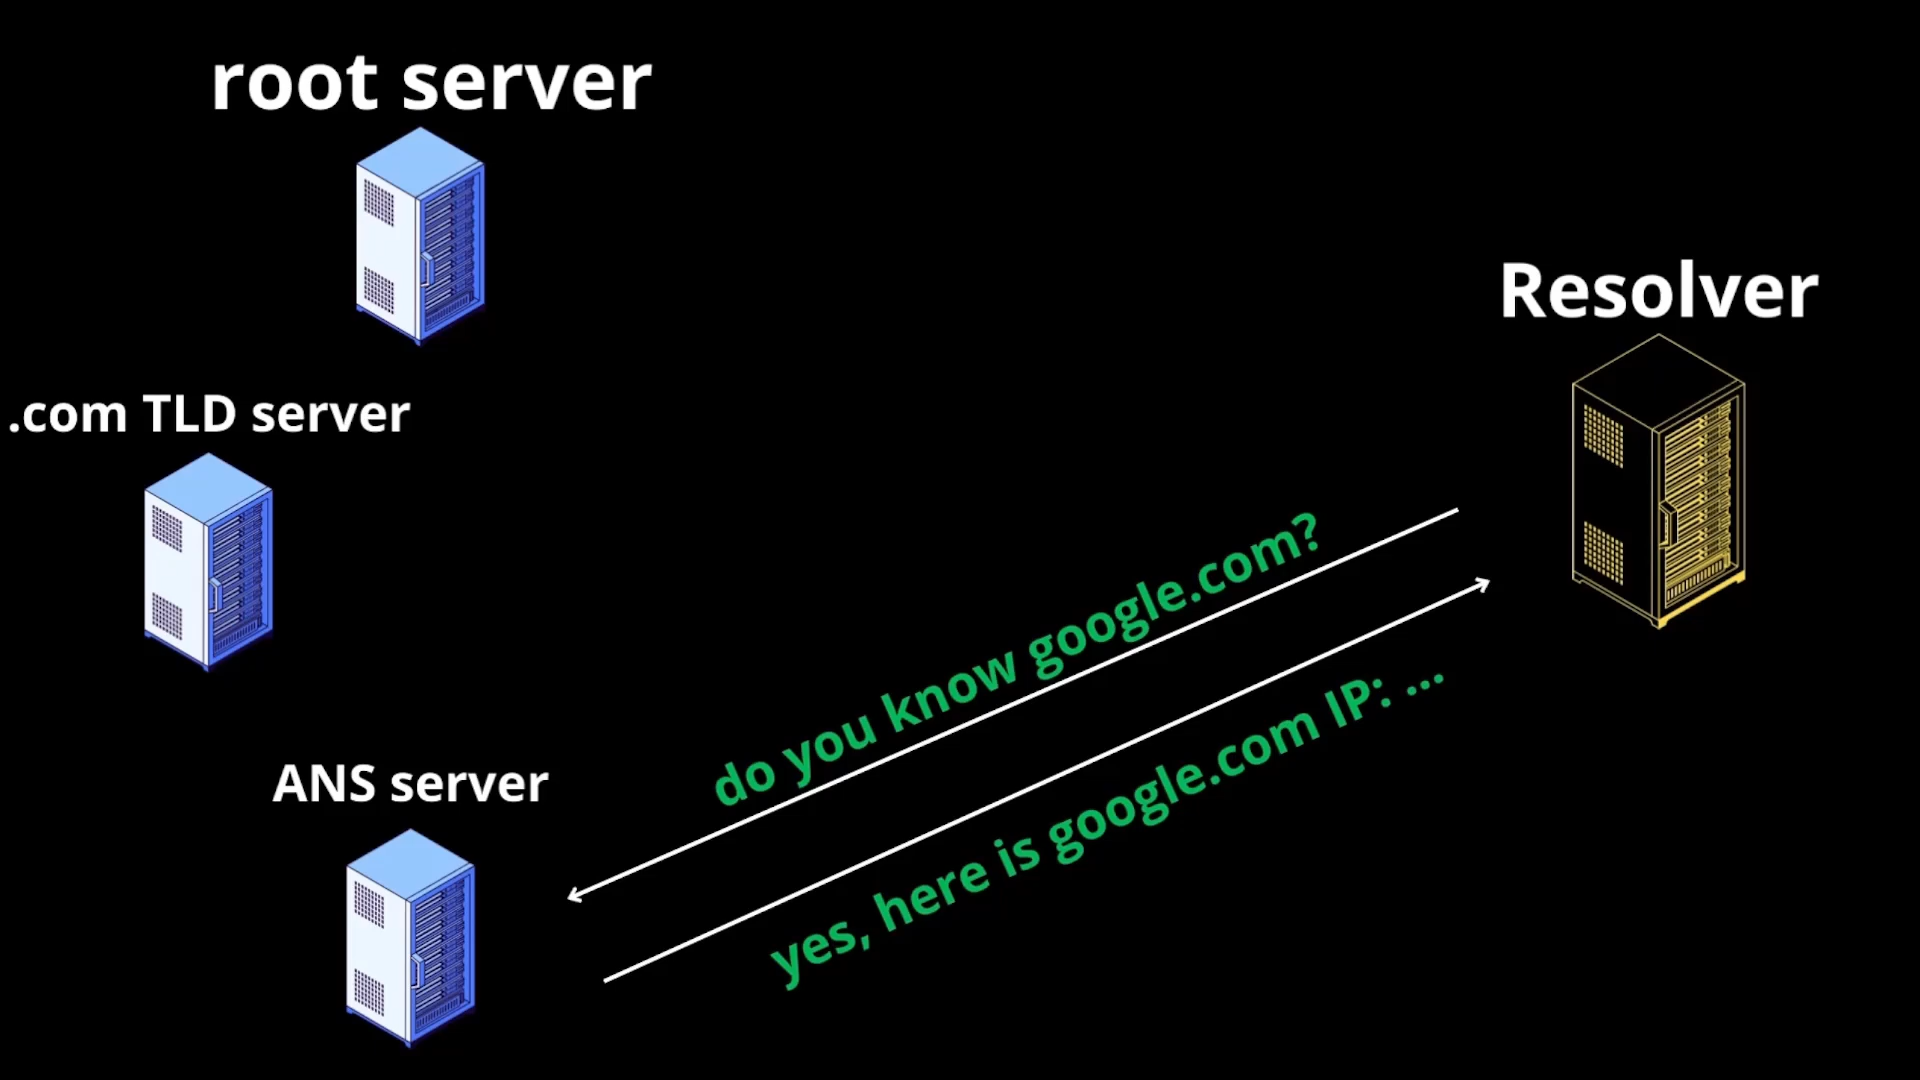 root server
Resolver
.com TLD server
do you know google.com?
yes, here is google.com IP: ...
ANS server